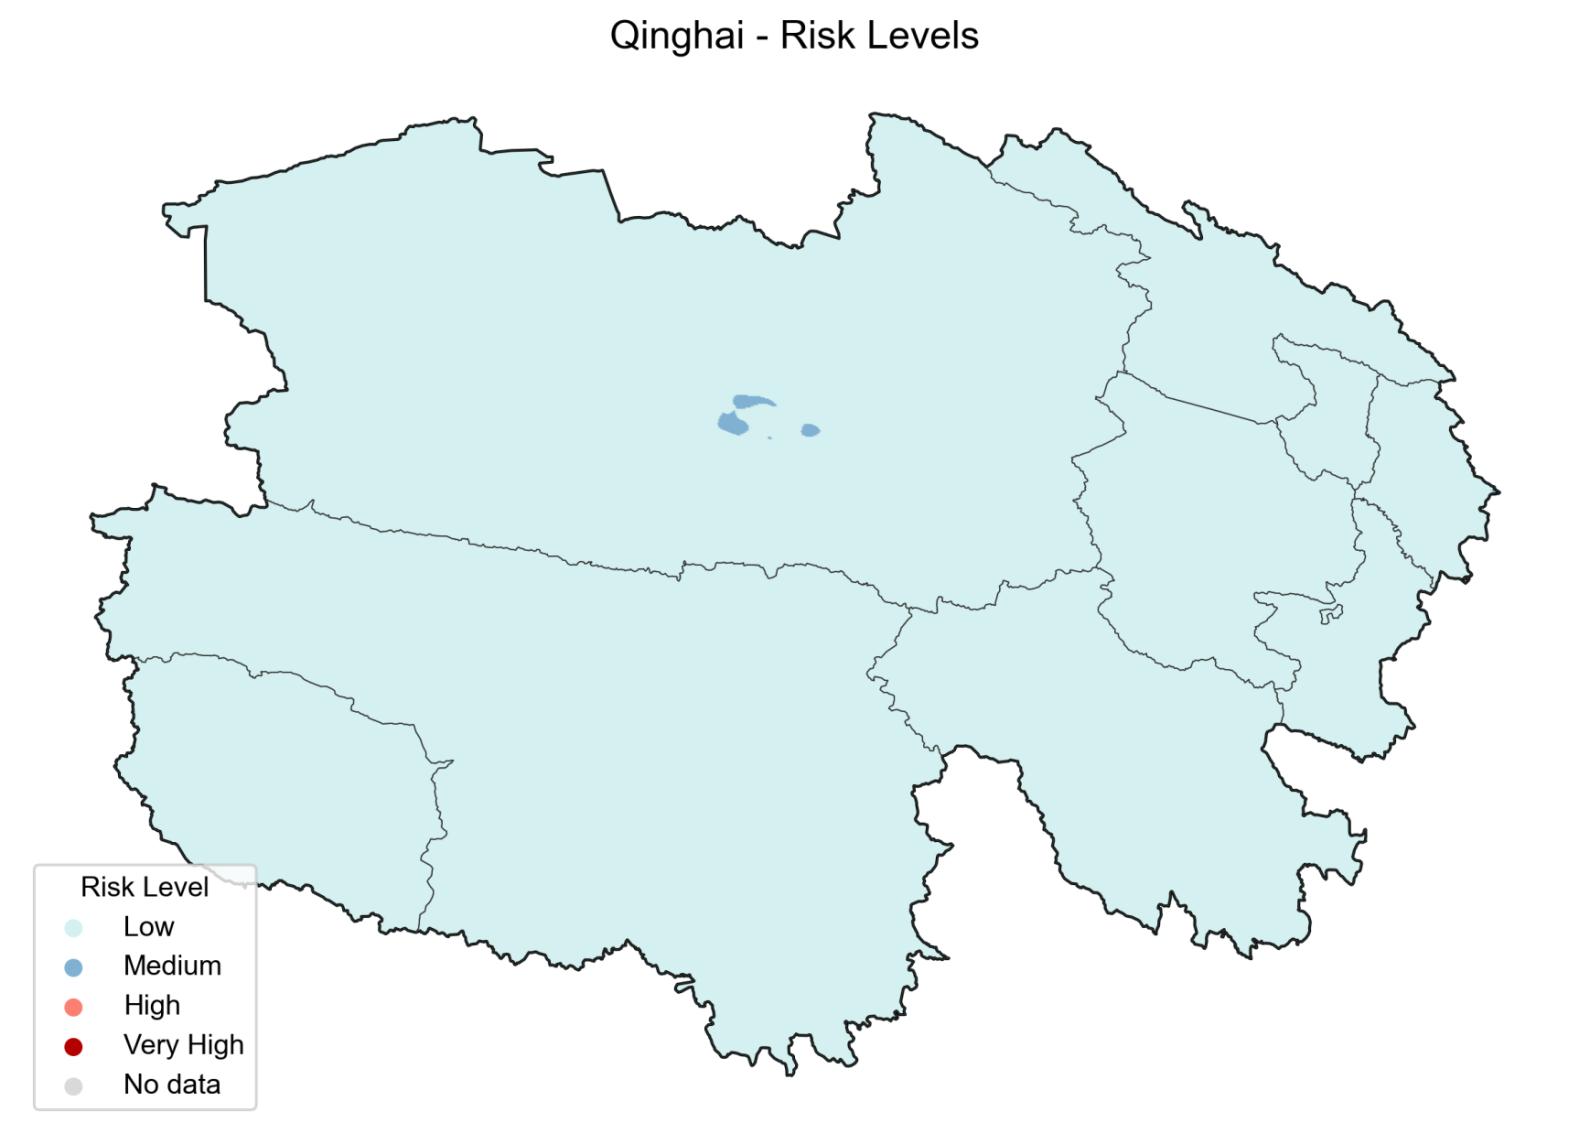 Qinghai - Risk Levels
Risk Level
Low
Medium
High
Very High
No data